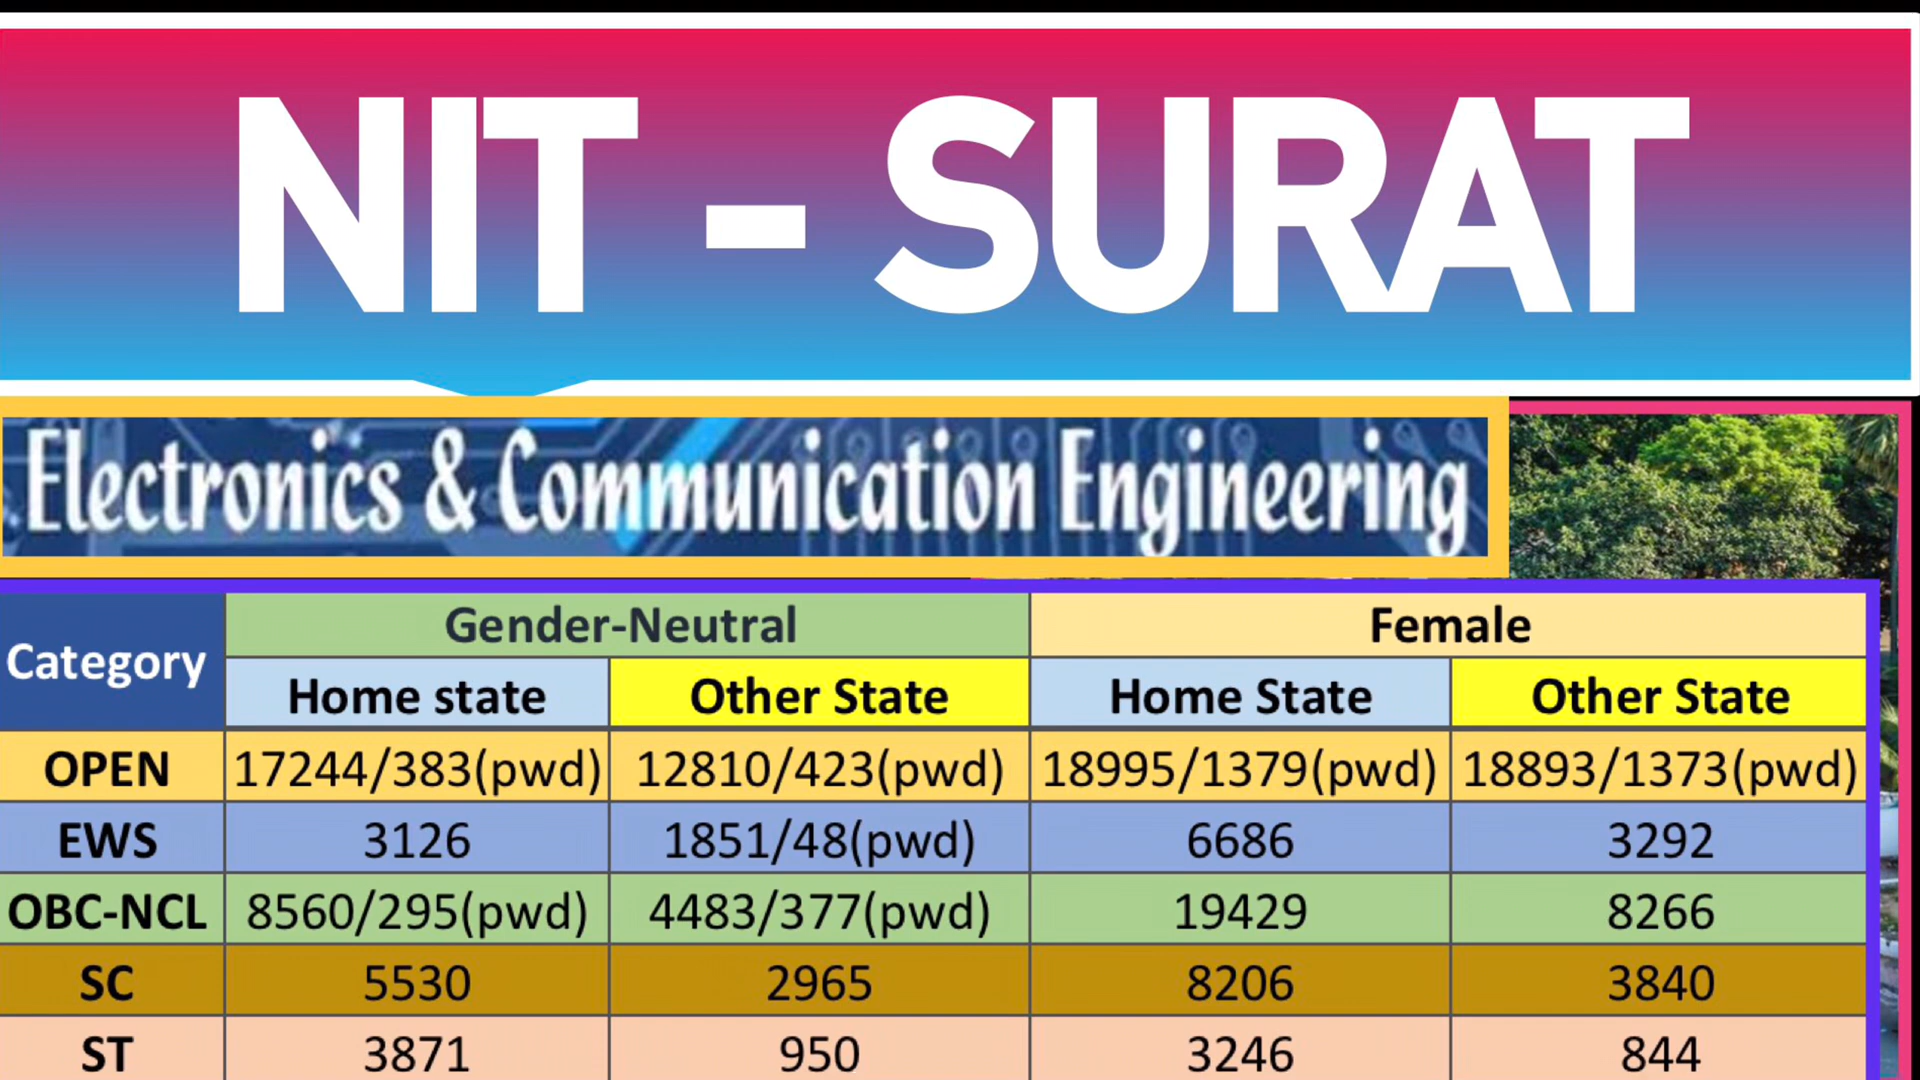 NIT - SURAT
Electronics & Communication Engineering
Category Gender-Neutral Female
Home state Other State Home State Other State
OPEN 17244/383(pwd) 12810/423(pwd) 18995/1379(pwd) 18893/1373(pwd)
EWS 3126 1851/48(pwd) 6686 3292
OBC-NCL 8560/295(pwd) 4483/377(pwd) 19429 8266
SC 5530 2965 8206 3840
ST 3871 950 3246 844